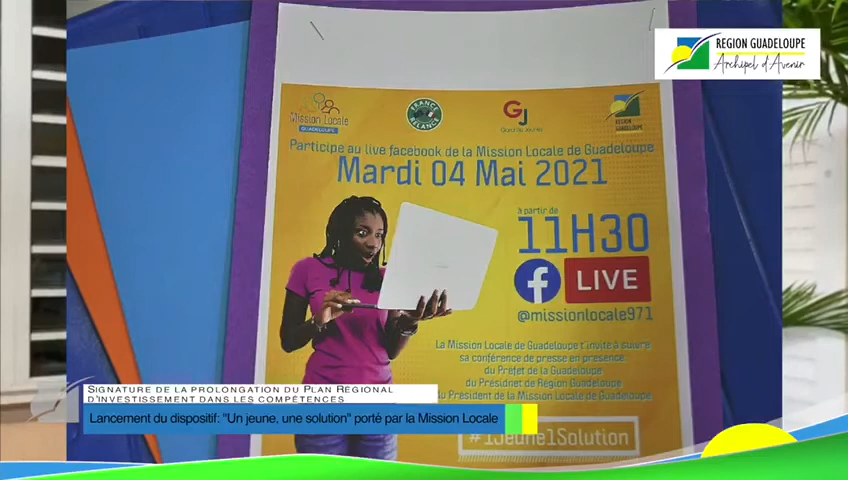 REGION GUADELOUPE
Archipel d'Avenir
Mission Locale
GUADELOUPE
FRANCE
RELANCE
GJ
REGION
GUADELOUPE
Participe au live facebook de la Mission Locale de Guadeloupe
Mardi 04 Mai 2021
à partir de
11H30
f LIVE
@missionlocale971
La Mission Locale de Guadeloupe t'invite à suivre
sa conférence de presse en présence:
du Préfet de la Guadeloupe
du Présidnet de Région Guadeloupe
du Président de la Mission Locale de Guadeloupe
SIGNATURE DE LA PROLONGATION DU PLAN RÉGIONAL
D'INVESTISSEMENT DANS LES COMPÉTENCES
Lancement du dispositif: "Un jeune, une solution" porté par la Mission Locale
#1Jeune1Solution